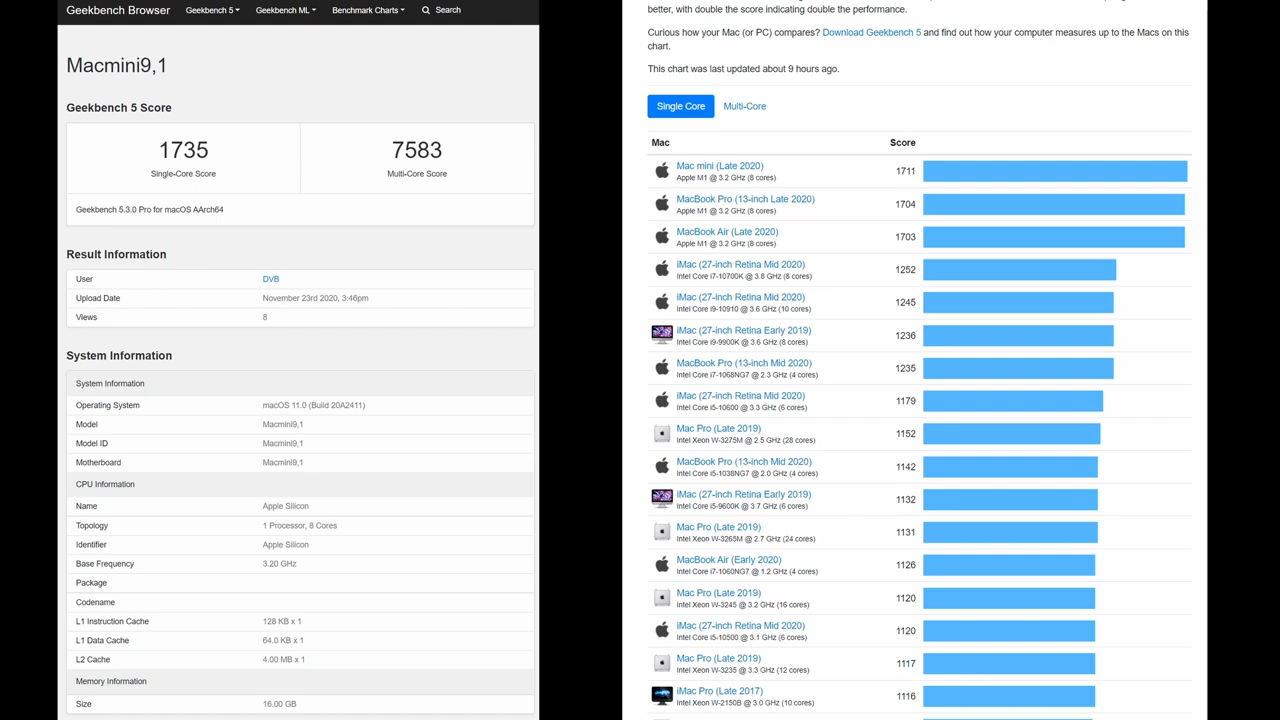 Geekbench Browser Geekbench 5 Geekbench ML Benchmark Charts Search
Macmini9,1
Geekbench 5 Score
1735 7583
Single-Core Score Multi-Core Score
Geekbench 5.3.0 Pro for macOS AArch64
Result Information
User DVB
Upload Date November 23rd 2020, 3:46pm
Views 8
System Information
System Information
Operating System macOS 11.0 (Build 20A2411)
Model Macmini9,1
Model ID Macmini9,1
Motherboard Macmini9,1
CPU Information
Name Apple Silicon
Topology 1 Processor, 8 Cores
Identifier Apple Silicon
Base Frequency 3.20 GHz
Package
Codename
L1 Instruction Cache 128 KB x 1
L1 Data Cache 64.0 KB x 1
L2 Cache 4.00 MB x 1
Memory Information
Size 16.00 GB
better, with double the score indicating double the performance.
Curious how your Mac (or PC) compares? Download Geekbench 5 and find out how your computer measures up to the Macs on this
chart.
This chart was last updated about 9 hours ago.
Single Core Multi-Core
Mac Score
Mac mini (Late 2020)
Apple M1 @ 3.2 GHz (8 cores) 1711
MacBook Pro (13-inch Late 2020)
Apple M1 @ 3.2 GHz (8 cores) 1704
MacBook Air (Late 2020)
Apple M1 @ 3.2 GHz (8 cores) 1703
iMac (27-inch Retina Mid 2020)
Intel Core i7-10700K @ 3.8 GHz (8 cores) 1252
iMac (27-inch Retina Mid 2020)
Intel Core i9-10910 @ 3.6 GHz (10 cores) 1245
iMac (27-inch Retina Early 2019)
Intel Core i9-9900K @ 3.6 GHz (8 cores) 1236
MacBook Pro (13-inch Mid 2020)
Intel Core i7-1068NG7 @ 2.3 GHz (4 cores) 1235
iMac (27-inch Retina Mid 2020)
Intel Core i5-10600 @ 3.3 GHz (6 cores) 1179
Mac Pro (Late 2019)
Intel Xeon W-3275M @ 2.5 GHz (28 cores) 1152
MacBook Pro (13-inch Mid 2020)
Intel Core i5-1038NG7 @ 2.0 GHz (4 cores) 1142
iMac (27-inch Retina Early 2019)
Intel Core i5-9600K @ 3.7 GHz (6 cores) 1132
Mac Pro (Late 2019)
Intel Xeon W-3265M @ 2.7 GHz (24 cores) 1131
MacBook Air (Early 2020)
Intel Core i7-1060NG7 @ 1.2 GHz (4 cores) 1126
Mac Pro (Late 2019)
Intel Xeon W-3245 @ 3.2 GHz (16 cores) 1120
iMac (27-inch Retina Mid 2020)
Intel Core i5-10500 @ 3.1 GHz (6 cores) 1120
Mac Pro (Late 2019)
Intel Xeon W-3235 @ 3.3 GHz (12 cores) 1117
iMac Pro (Late 2017)
Intel Xeon W-2150B @ 3.0 GHz (10 cores) 1116